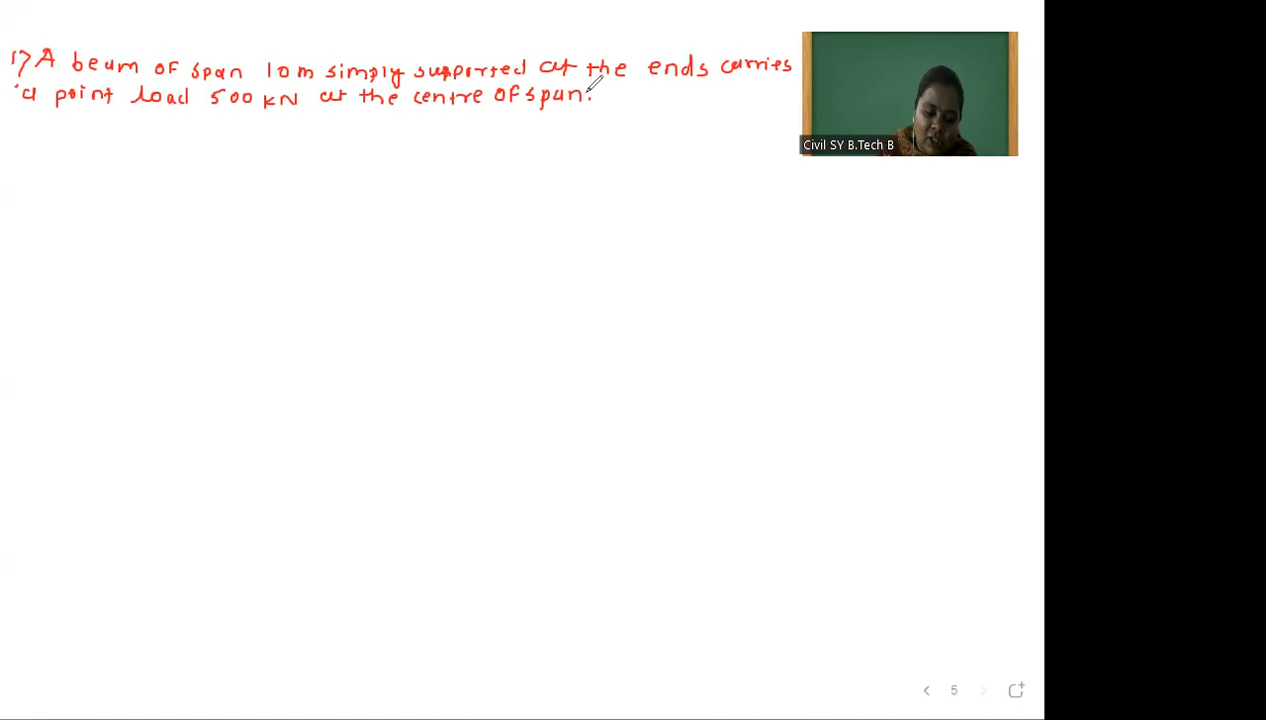 1) A beam of span 10m simply supported at the ends carries
a point load 500 kN at the centre of span.
Civil SY B.Tech B
5